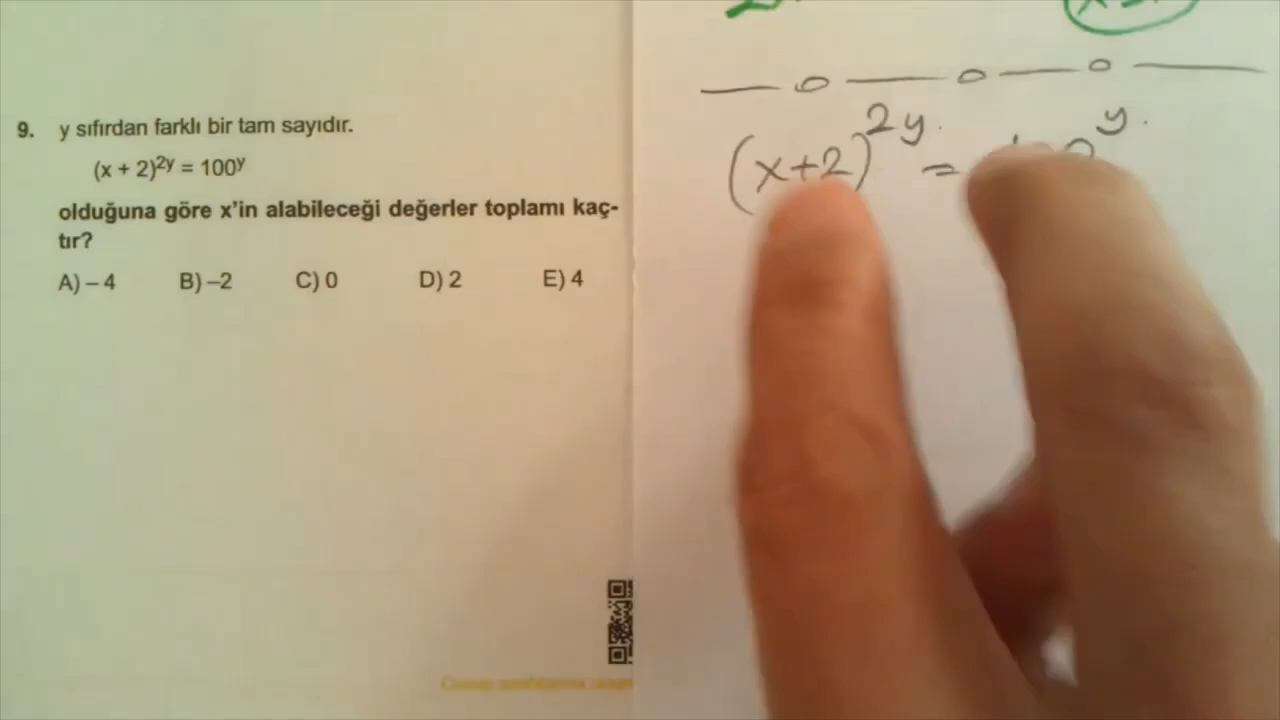 9. y sıfırdan farklı bir tam sayıdır.
(x + 2)²ʸ = 100ʸ
olduğuna göre x'in alabileceği değerler toplamı kaç-
tır?
A) – 4 B) –2 C) 0 D) 2 E) 4
(x+2)²ʸ =